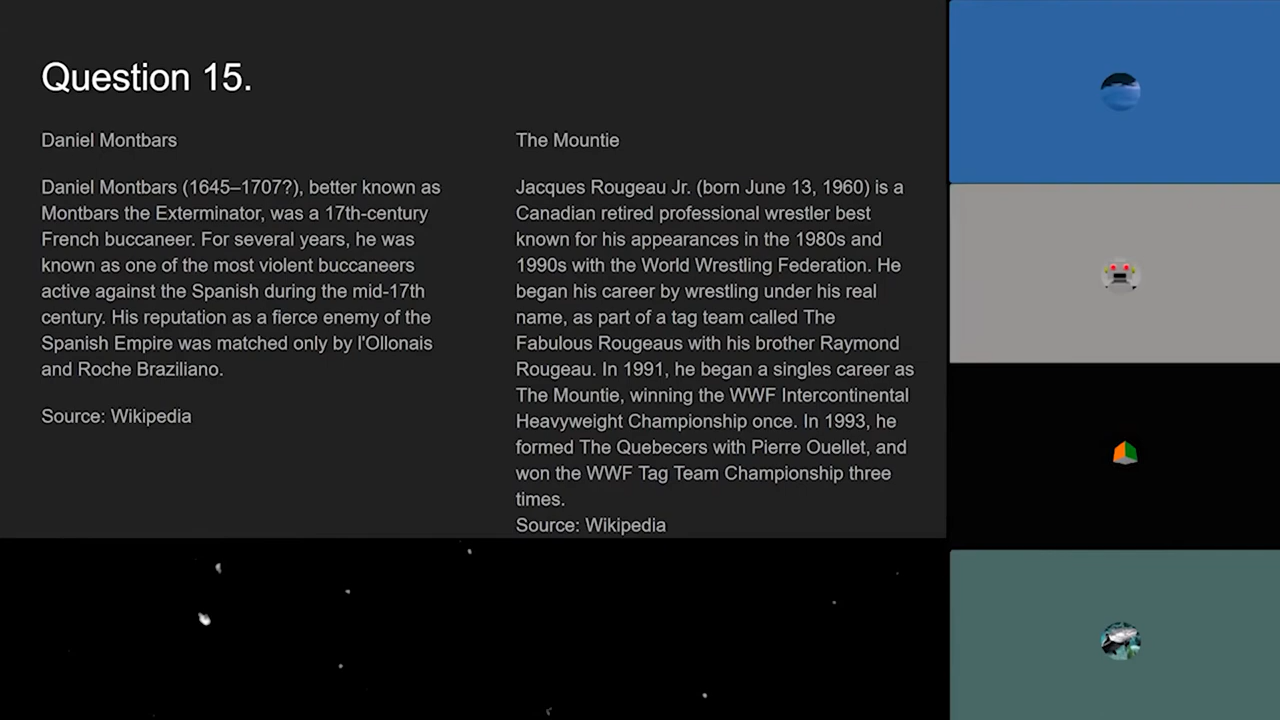 Question 15.
Daniel Montbars
Daniel Montbars (1645–1707?), better known as
Montbars the Exterminator, was a 17th-century
French buccaneer. For several years, he was
known as one of the most violent buccaneers
active against the Spanish during the mid-17th
century. His reputation as a fierce enemy of the
Spanish Empire was matched only by l'Ollonais
and Roche Braziliano.
Source: Wikipedia
The Mountie
Jacques Rougeau Jr. (born June 13, 1960) is a
Canadian retired professional wrestler best
known for his appearances in the 1980s and
1990s with the World Wrestling Federation. He
began his career by wrestling under his real
name, as part of a tag team called The
Fabulous Rougeaus with his brother Raymond
Rougeau. In 1991, he began a singles career as
The Mountie, winning the WWF Intercontinental
Heavyweight Championship once. In 1993, he
formed The Quebecers with Pierre Ouellet, and
won the WWF Tag Team Championship three
times.
Source: Wikipedia